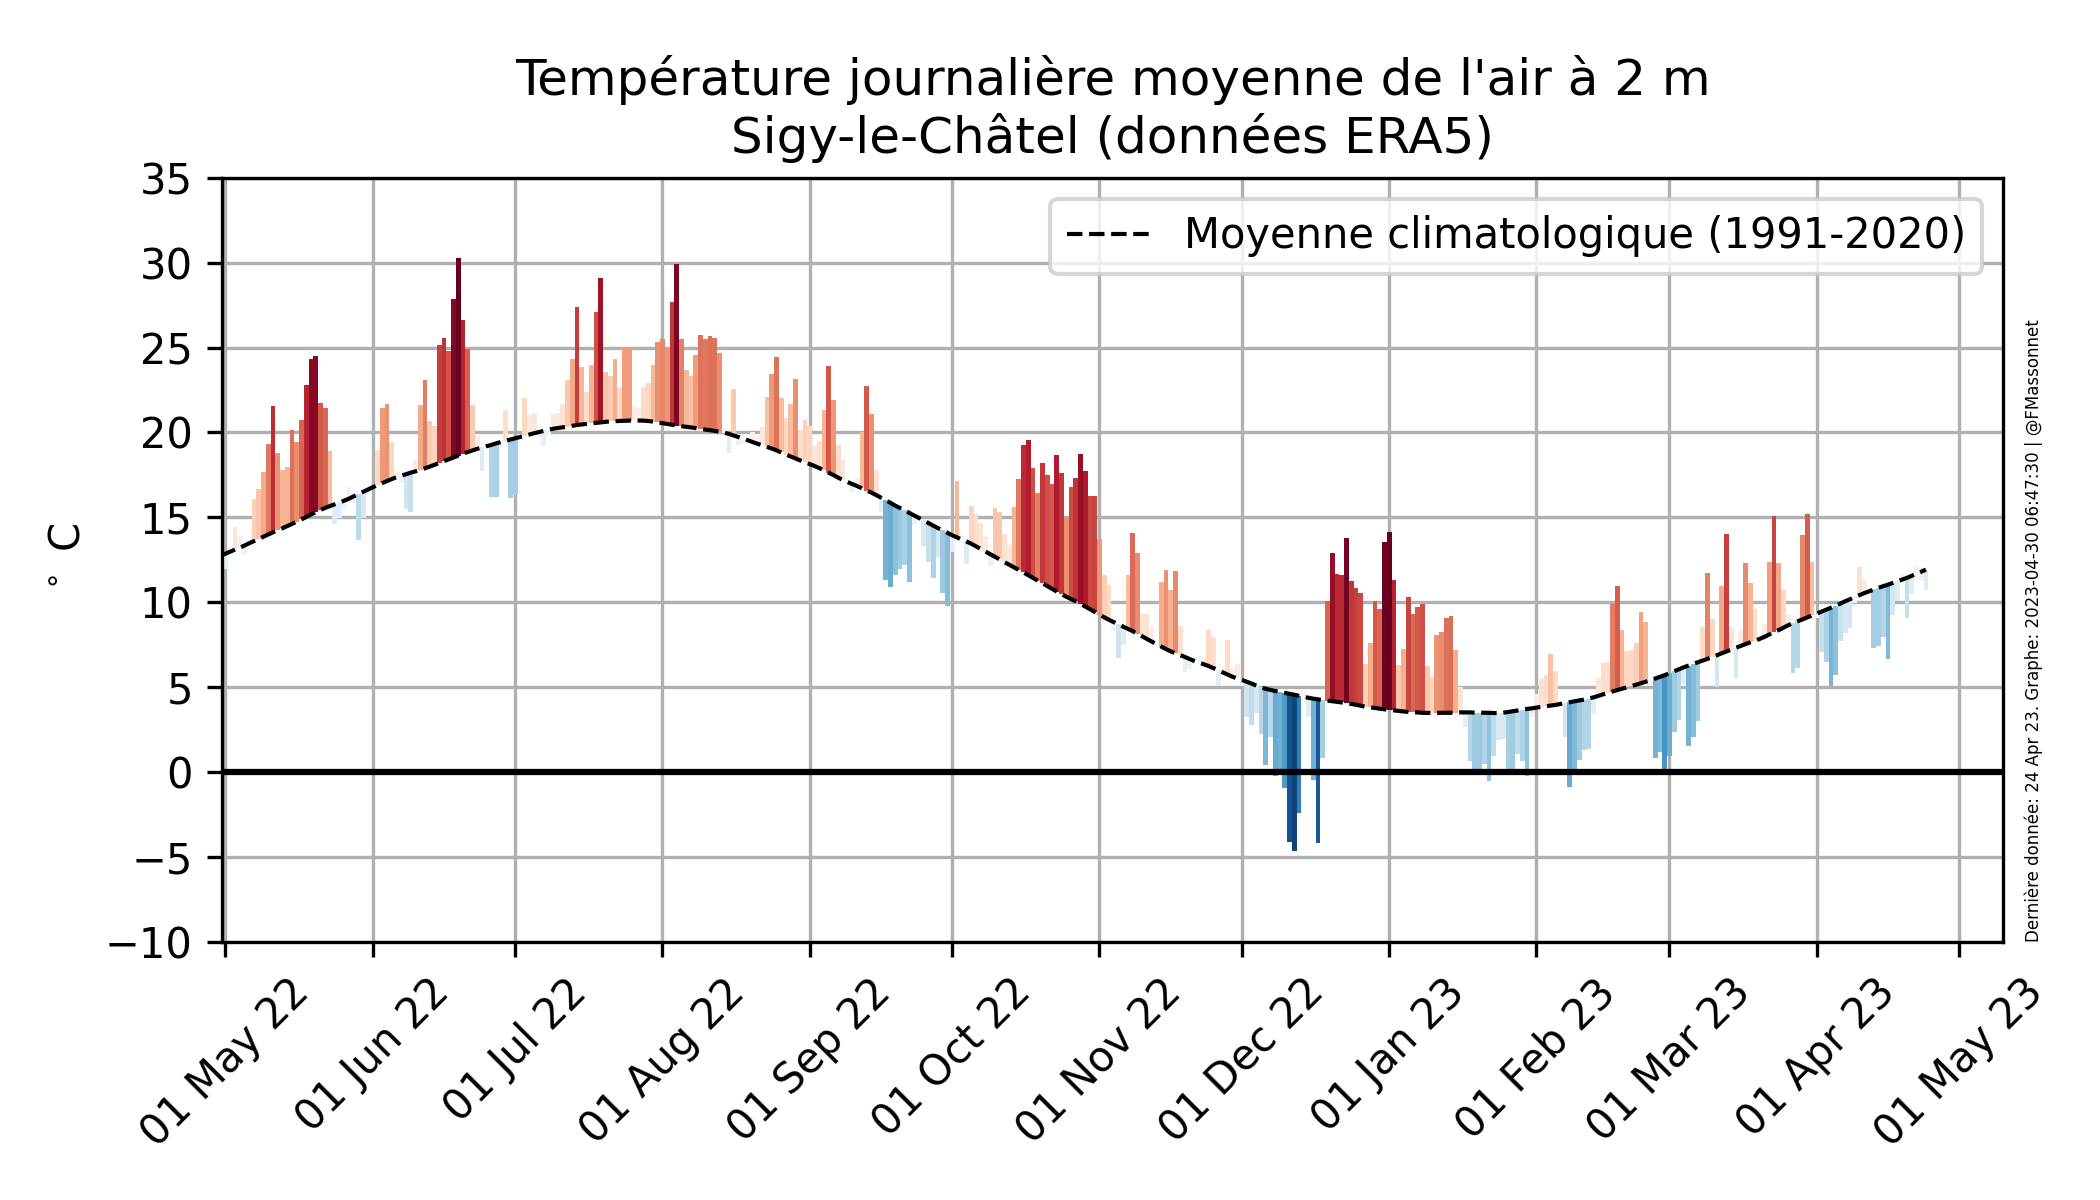 Température journalière moyenne de l'air à 2 m
Sigy-le-Châtel (données ERA5)
Moyenne climatologique (1991-2020)
35
30
25
20
15
10
5
0
−5
−10
° C
01 May 22
01 Jun 22
01 Jul 22
01 Aug 22
01 Sep 22
01 Oct 22
01 Nov 22
01 Dec 22
01 Jan 23
01 Feb 23
01 Mar 23
01 Apr 23
01 May 23
Dernière donnée: 24 Apr 23. Graphe: 2023-04-30 06:47:30 | @FMassonnet